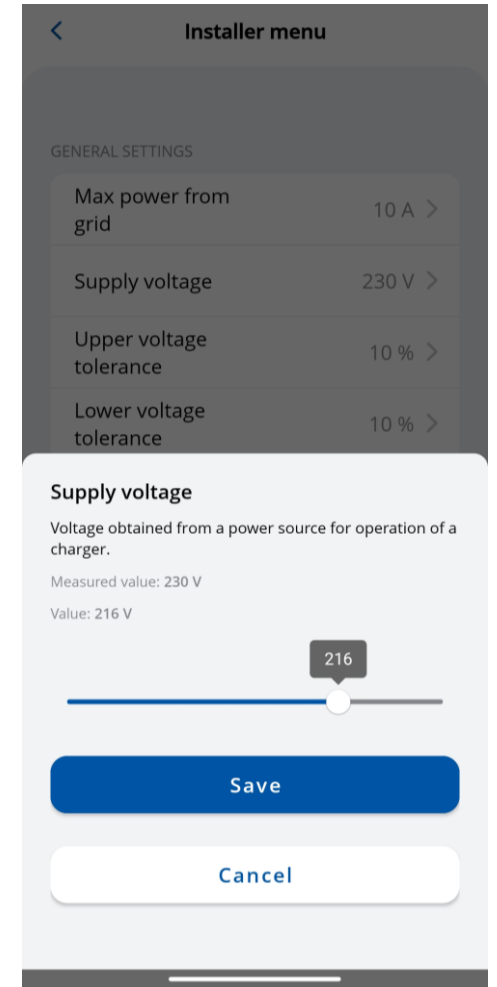 Installer menu
GENERAL SETTINGS
Max power from
grid
10 A
Supply voltage
230 V
Upper voltage
tolerance
10 %
Lower voltage
tolerance
10 %
Supply voltage
Voltage obtained from a power source for operation of a
charger.
Measured value: 230 V
Value: 216 V
216
Save
Cancel